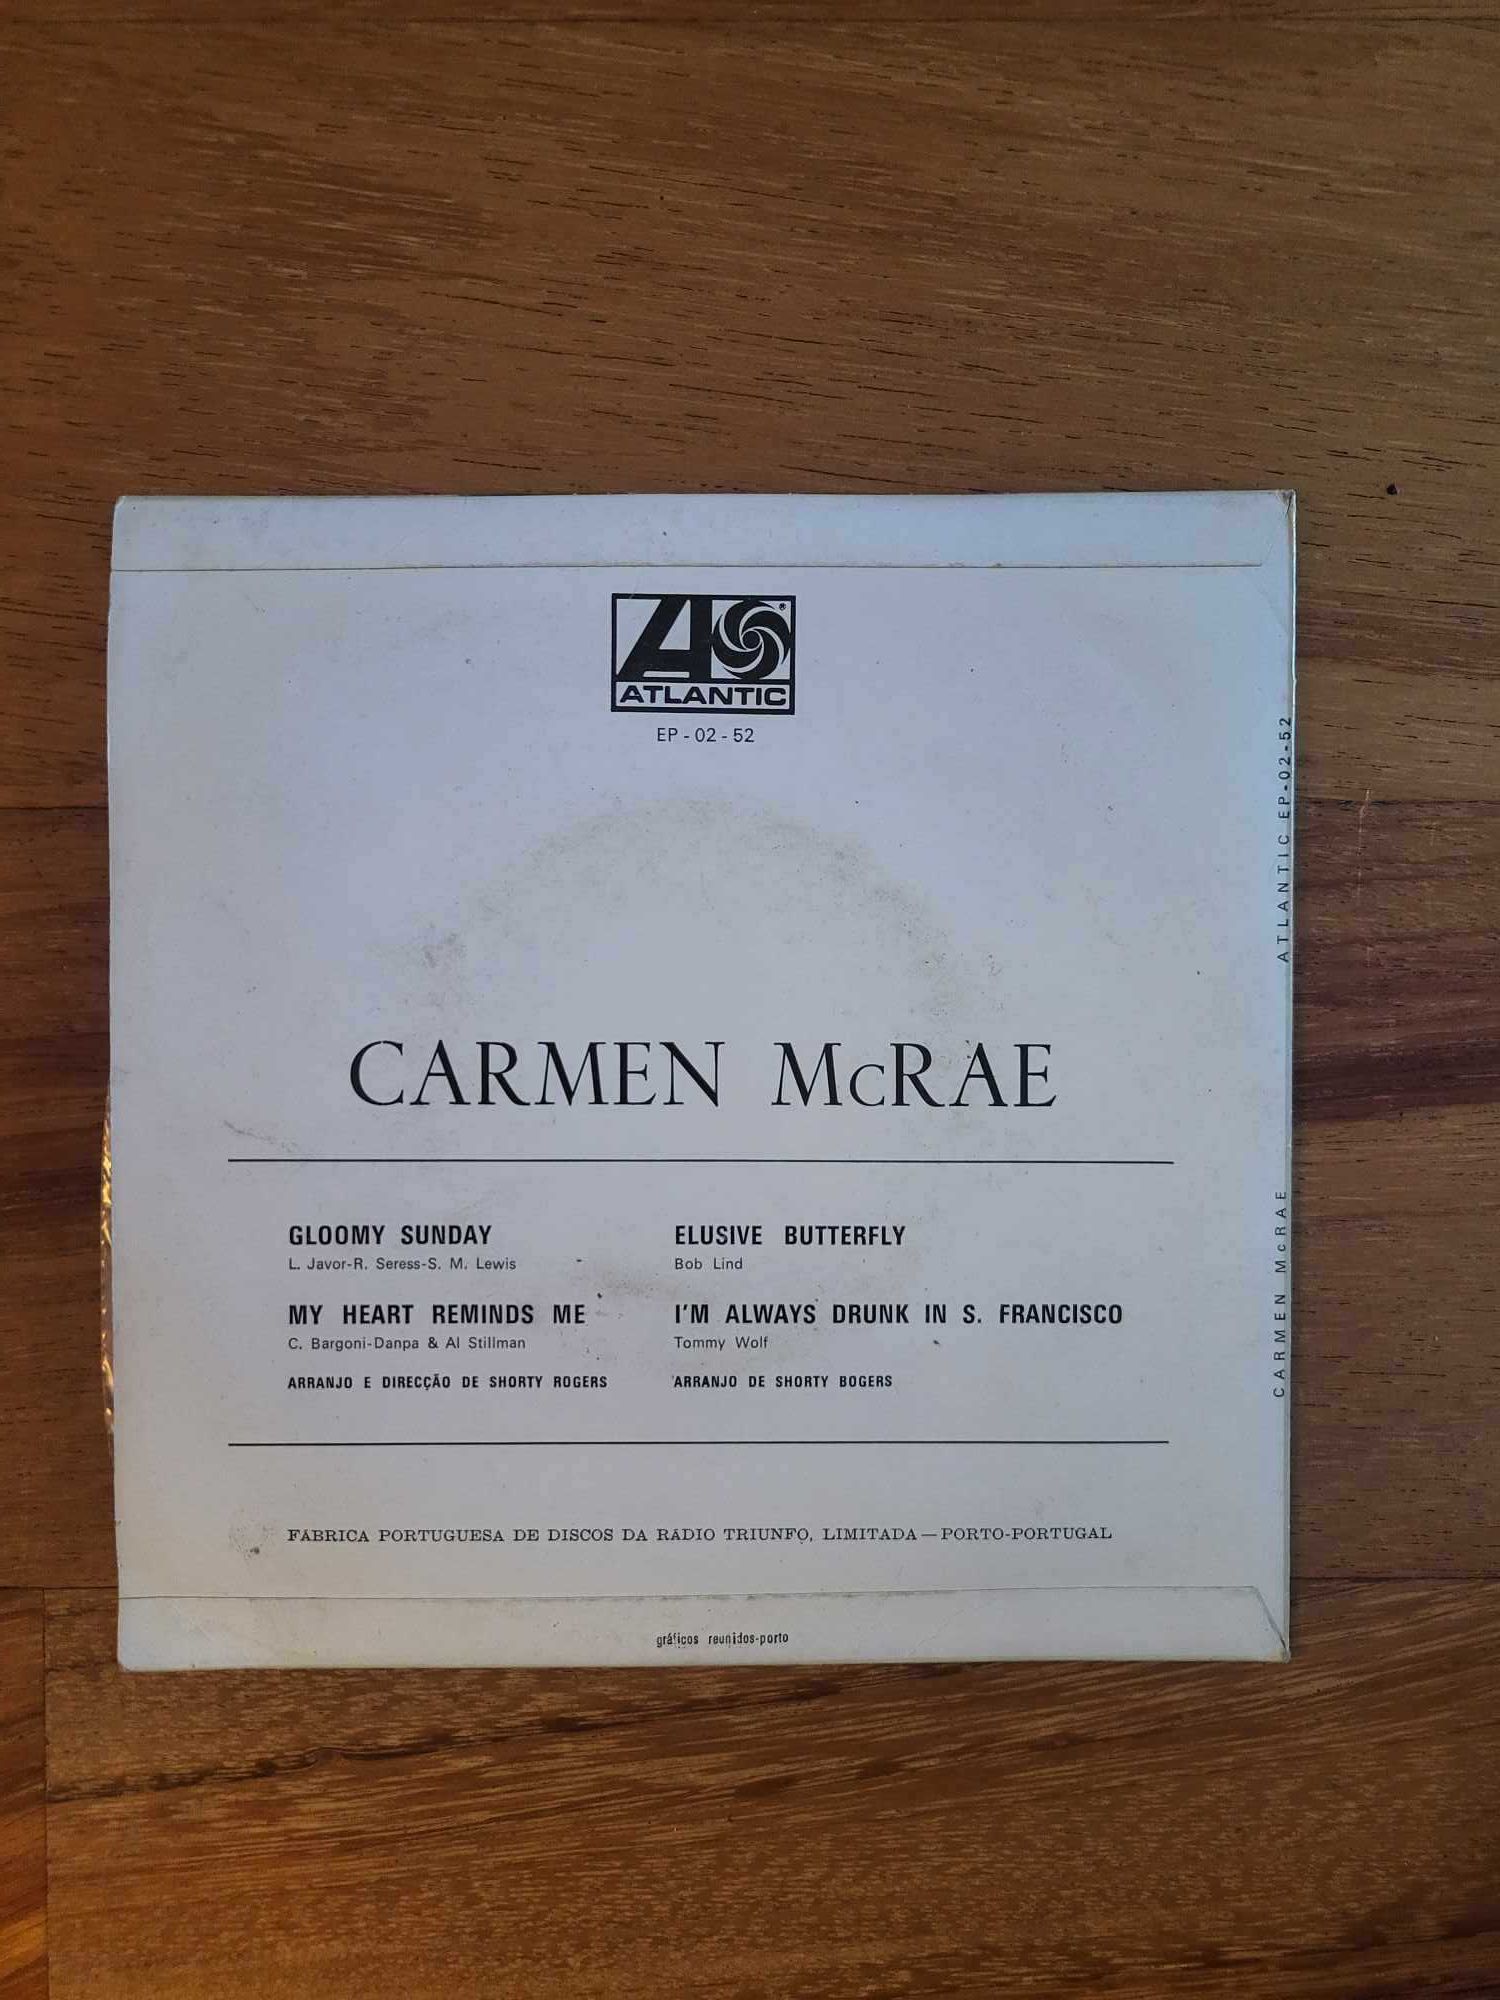 ATLANTIC
EP - 02 - 52
CARMEN McRAE
GLOOMY SUNDAY
L. Javor-R. Seress-S. M. Lewis
MY HEART REMINDS ME
C. Bargoni-Danpa & Al Stillman
ARRANJO E DIRECÇÃO DE SHORTY ROGERS
ELUSIVE BUTTERFLY
Bob Lind
I'M ALWAYS DRUNK IN S. FRANCISCO
Tommy Wolf
ARRANJO DE SHORTY BOGERS
FÁBRICA PORTUGUESA DE DISCOS DA RÁDIO TRIUNFO, LIMITADA — PORTO-PORTUGAL
gráficos reunidos-porto
CARMEN McRAE ATLANTIC EP-02-52